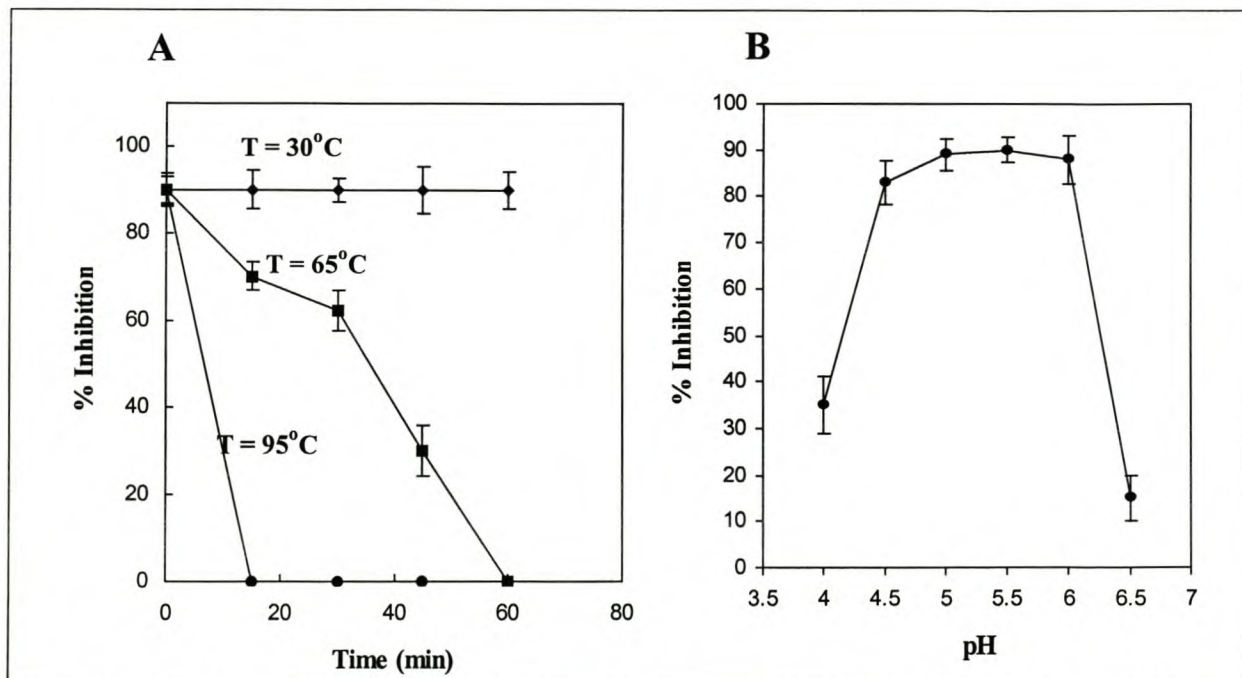 A
% Inhibition
100
80
60
40
20
0
T = 30°C
T = 65°C
T = 95°C
0 20 40 60 80
Time (min)
B
% Inhibition
100
90
80
70
60
50
40
30
20
10
0
3.5 4 4.5 5 5.5 6 6.5 7
pH